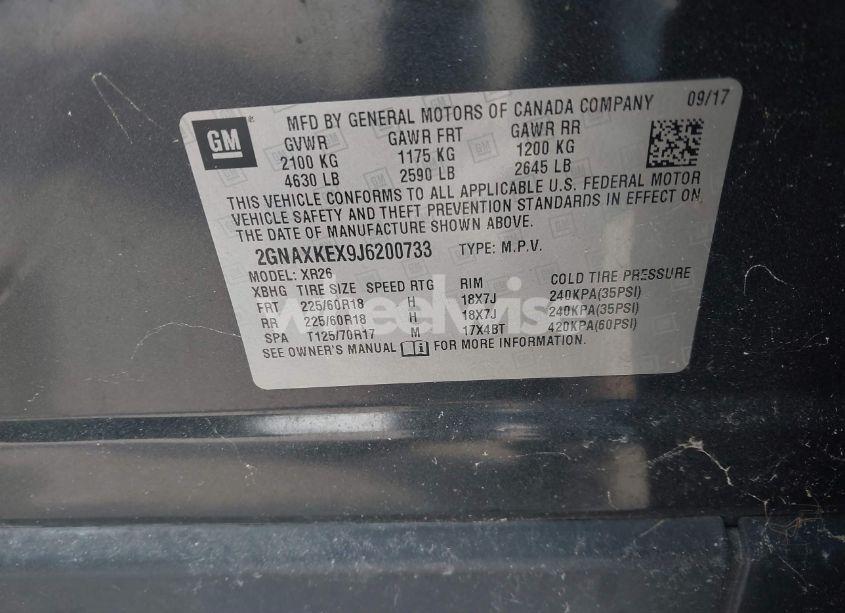 MFD BY GENERAL MOTORS OF CANADA COMPANY 09/17
GM ®
GVWR GAWR FRT GAWR RR
2100 KG 1175 KG 1200 KG
4630 LB 2590 LB 2645 LB
THIS VEHICLE CONFORMS TO ALL APPLICABLE U.S. FEDERAL MOTOR
VEHICLE SAFETY AND THEFT PREVENTION STANDARDS IN EFFECT ON
THE DATE OF MANUFACTURE SHOWN ABOVE.
2GNAXKEX9J6200733 TYPE: M.P.V.
MODEL: XR26
XBHG TIRE SIZE SPEED RTG RIM COLD TIRE PRESSURE
FRT 225/60R18 H 18X7J 240KPA(35PSI)
RR 225/60R18 H 18X7J 240KPA(35PSI)
SPA T125/70R17 M 17X4BT 420KPA(60PSI)
SEE OWNER'S MANUAL FOR MORE INFORMATION.